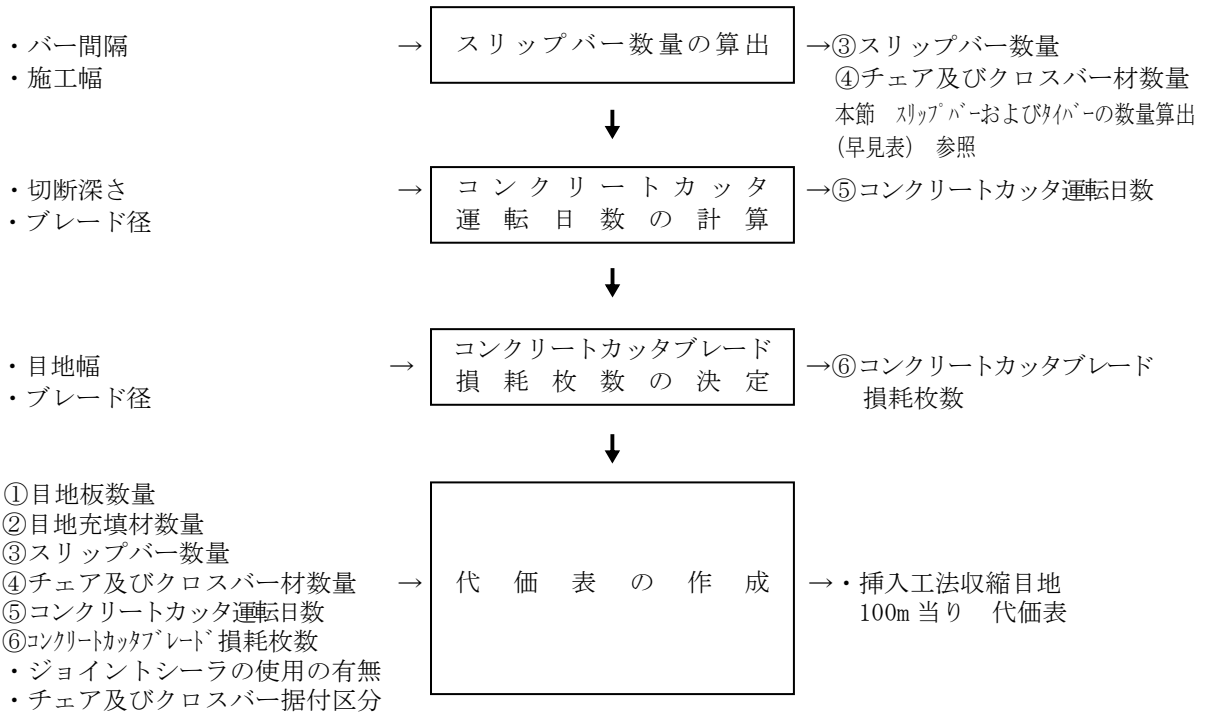 ・バー間隔 → スリップバー数量の算出 →③スリップバー数量
・施工幅 ④チェア及びクロスバー材数量
本節 ｽﾘｯﾌﾟﾊﾞｰおよびﾀｲﾊﾞｰの数量算出
(早見表) 参照
↓
・切断深さ → コンクリートカッタ →⑤コンクリートカッタ運転日数
・ブレード径 運転日数の計算
↓
・目地幅 → コンクリートカッタブレード →⑥コンクリートカッタブレード
・ブレード径 損耗枚数の決定 損耗枚数
↓
①目地板数量
②目地充填材数量
③スリップバー数量
④チェア及びクロスバー材数量 → 代価表の作成 →・挿入工法収縮目地
⑤コンクリートカッタ運転日数 100m当り 代価表
⑥ｺﾝｸﾘｰﾄｶｯﾀﾌﾞﾚｰﾄﾞ損耗枚数
・ジョイントシーラの使用の有無
・チェア及びクロスバー据付区分